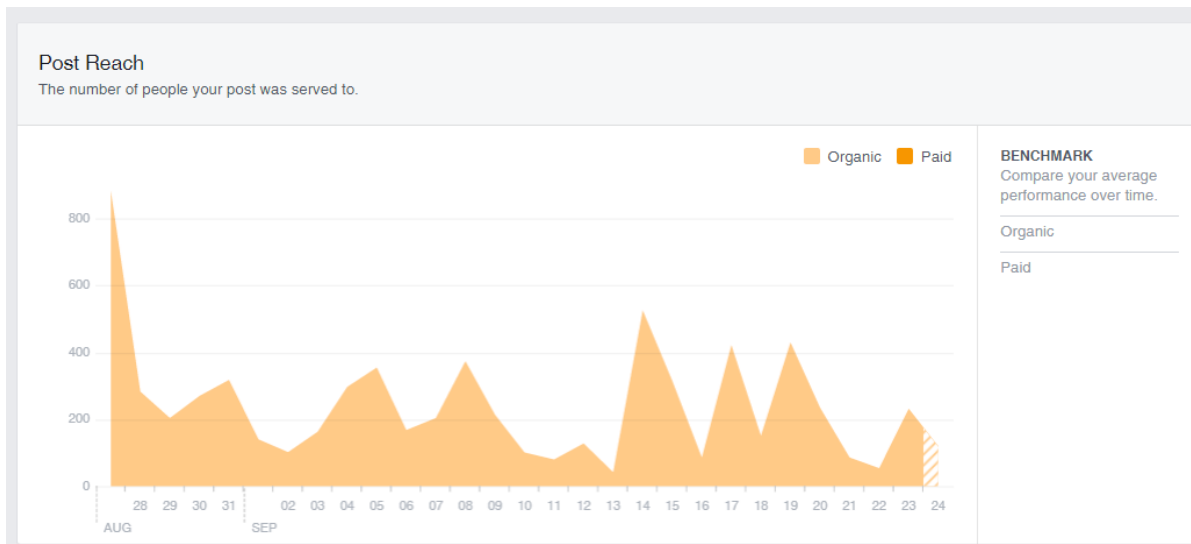 Post Reach
The number of people your post was served to.
Organic Paid
800
600
400
200
0
28 29 30 31 02 03 04 05 06 07 08 09 10 11 12 13 14 15 16 17 18 19 20 21 22 23 24
AUG SEP
BENCHMARK
Compare your average
performance over time.
Organic
Paid